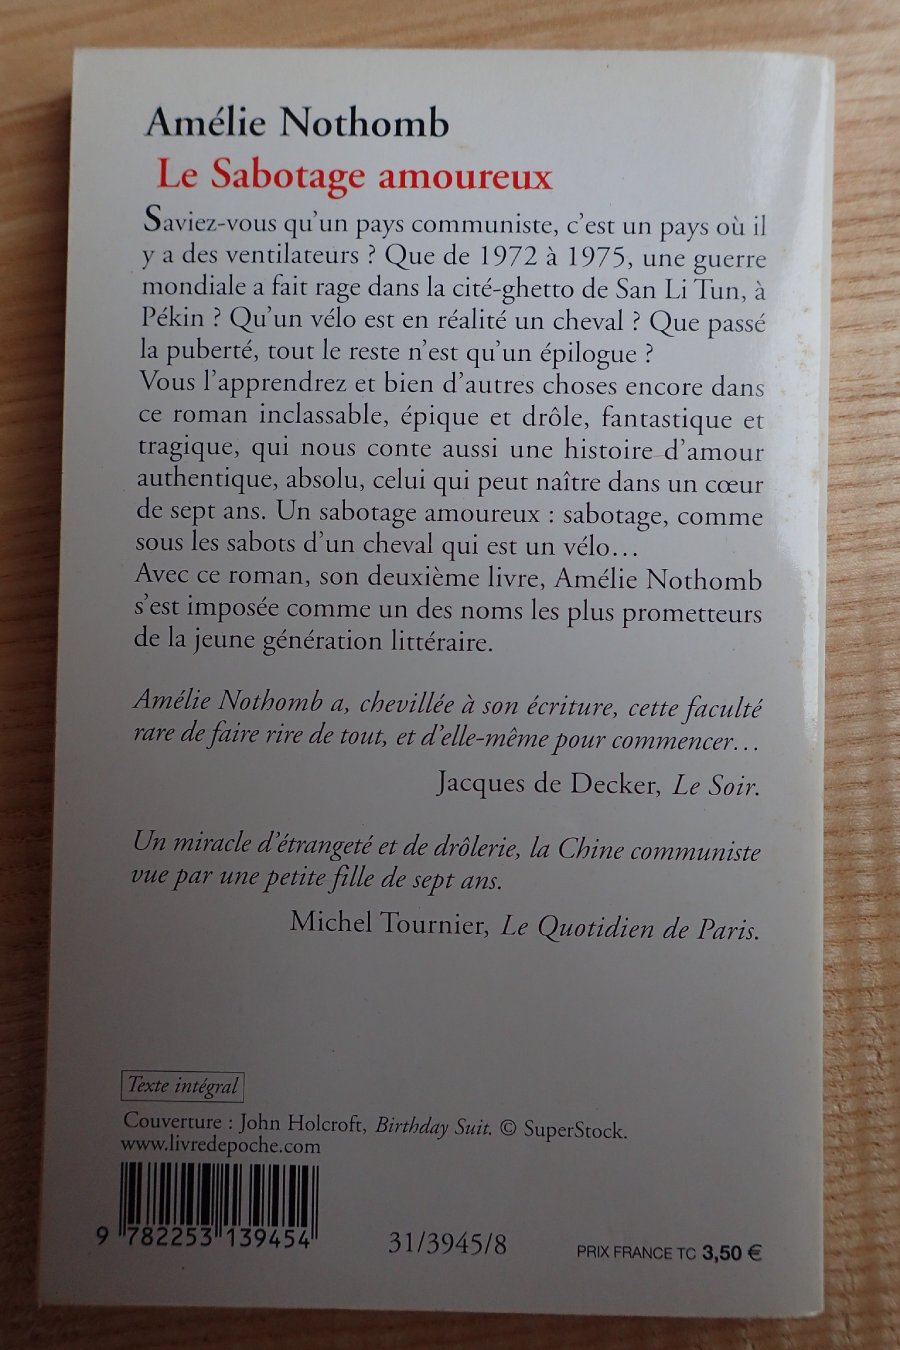 Amélie Nothomb
Le Sabotage amoureux
Saviez-vous qu'un pays communiste, c'est un pays où il
y a des ventilateurs ? Que de 1972 à 1975, une guerre
mondiale a fait rage dans la cité-ghetto de San Li Tun, à
Pékin ? Qu'un vélo est en réalité un cheval ? Que passé
la puberté, tout le reste n'est qu'un épilogue ?
Vous l'apprendrez et bien d'autres choses encore dans
ce roman inclassable, épique et drôle, fantastique et
tragique, qui nous conte aussi une histoire d'amour
authentique, absolu, celui qui peut naître dans un cœur
de sept ans. Un sabotage amoureux : sabotage, comme
sous les sabots d'un cheval qui est un vélo…
Avec ce roman, son deuxième livre, Amélie Nothomb
s'est imposée comme un des noms les plus prometteurs
de la jeune génération littéraire.
Amélie Nothomb a, chevillée à son écriture, cette faculté
rare de faire rire de tout, et d'elle-même pour commencer…
Jacques de Decker, Le Soir.
Un miracle d'étrangeté et de drôlerie, la Chine communiste
vue par une petite fille de sept ans.
Michel Tournier, Le Quotidien de Paris.
Texte intégral
Couverture : John Holcroft, Birthday Suit. © SuperStock.
www.livredepoche.com
9 782253 139454
31/3945/8
PRIX FRANCE TC 3,50 €